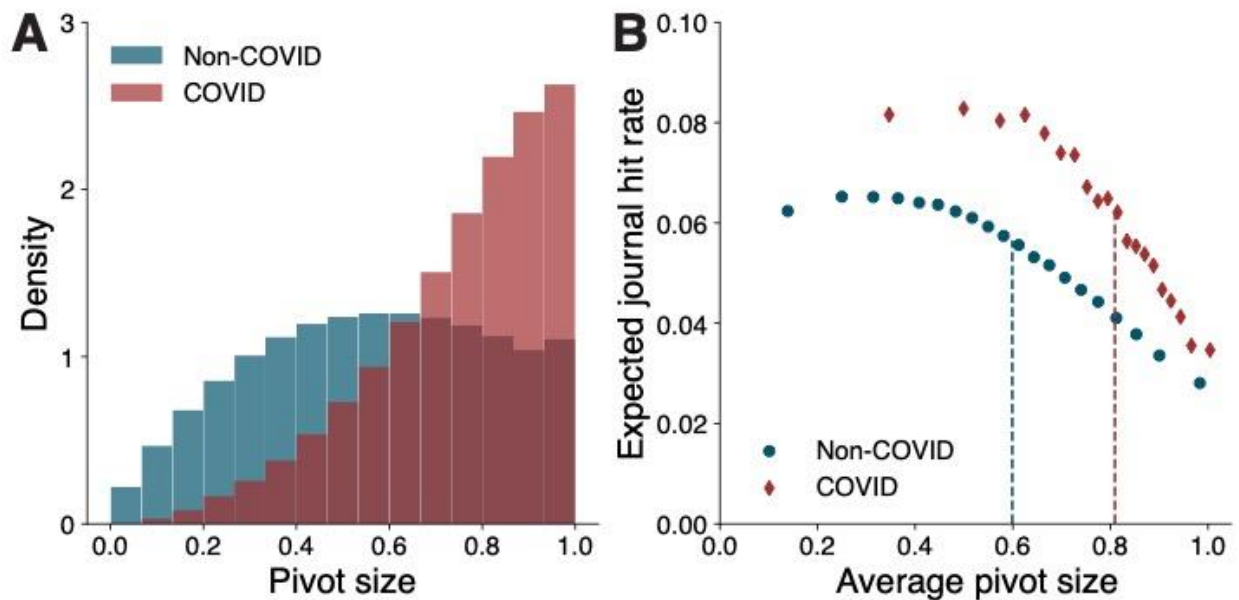 A
3
2
1
0
Density
Non-COVID
COVID
0.0 0.2 0.4 0.6 0.8 1.0
Pivot size
B
0.10
0.08
0.06
0.04
0.02
0.00
Expected journal hit rate
Non-COVID
COVID
0.0 0.2 0.4 0.6 0.8 1.0
Average pivot size